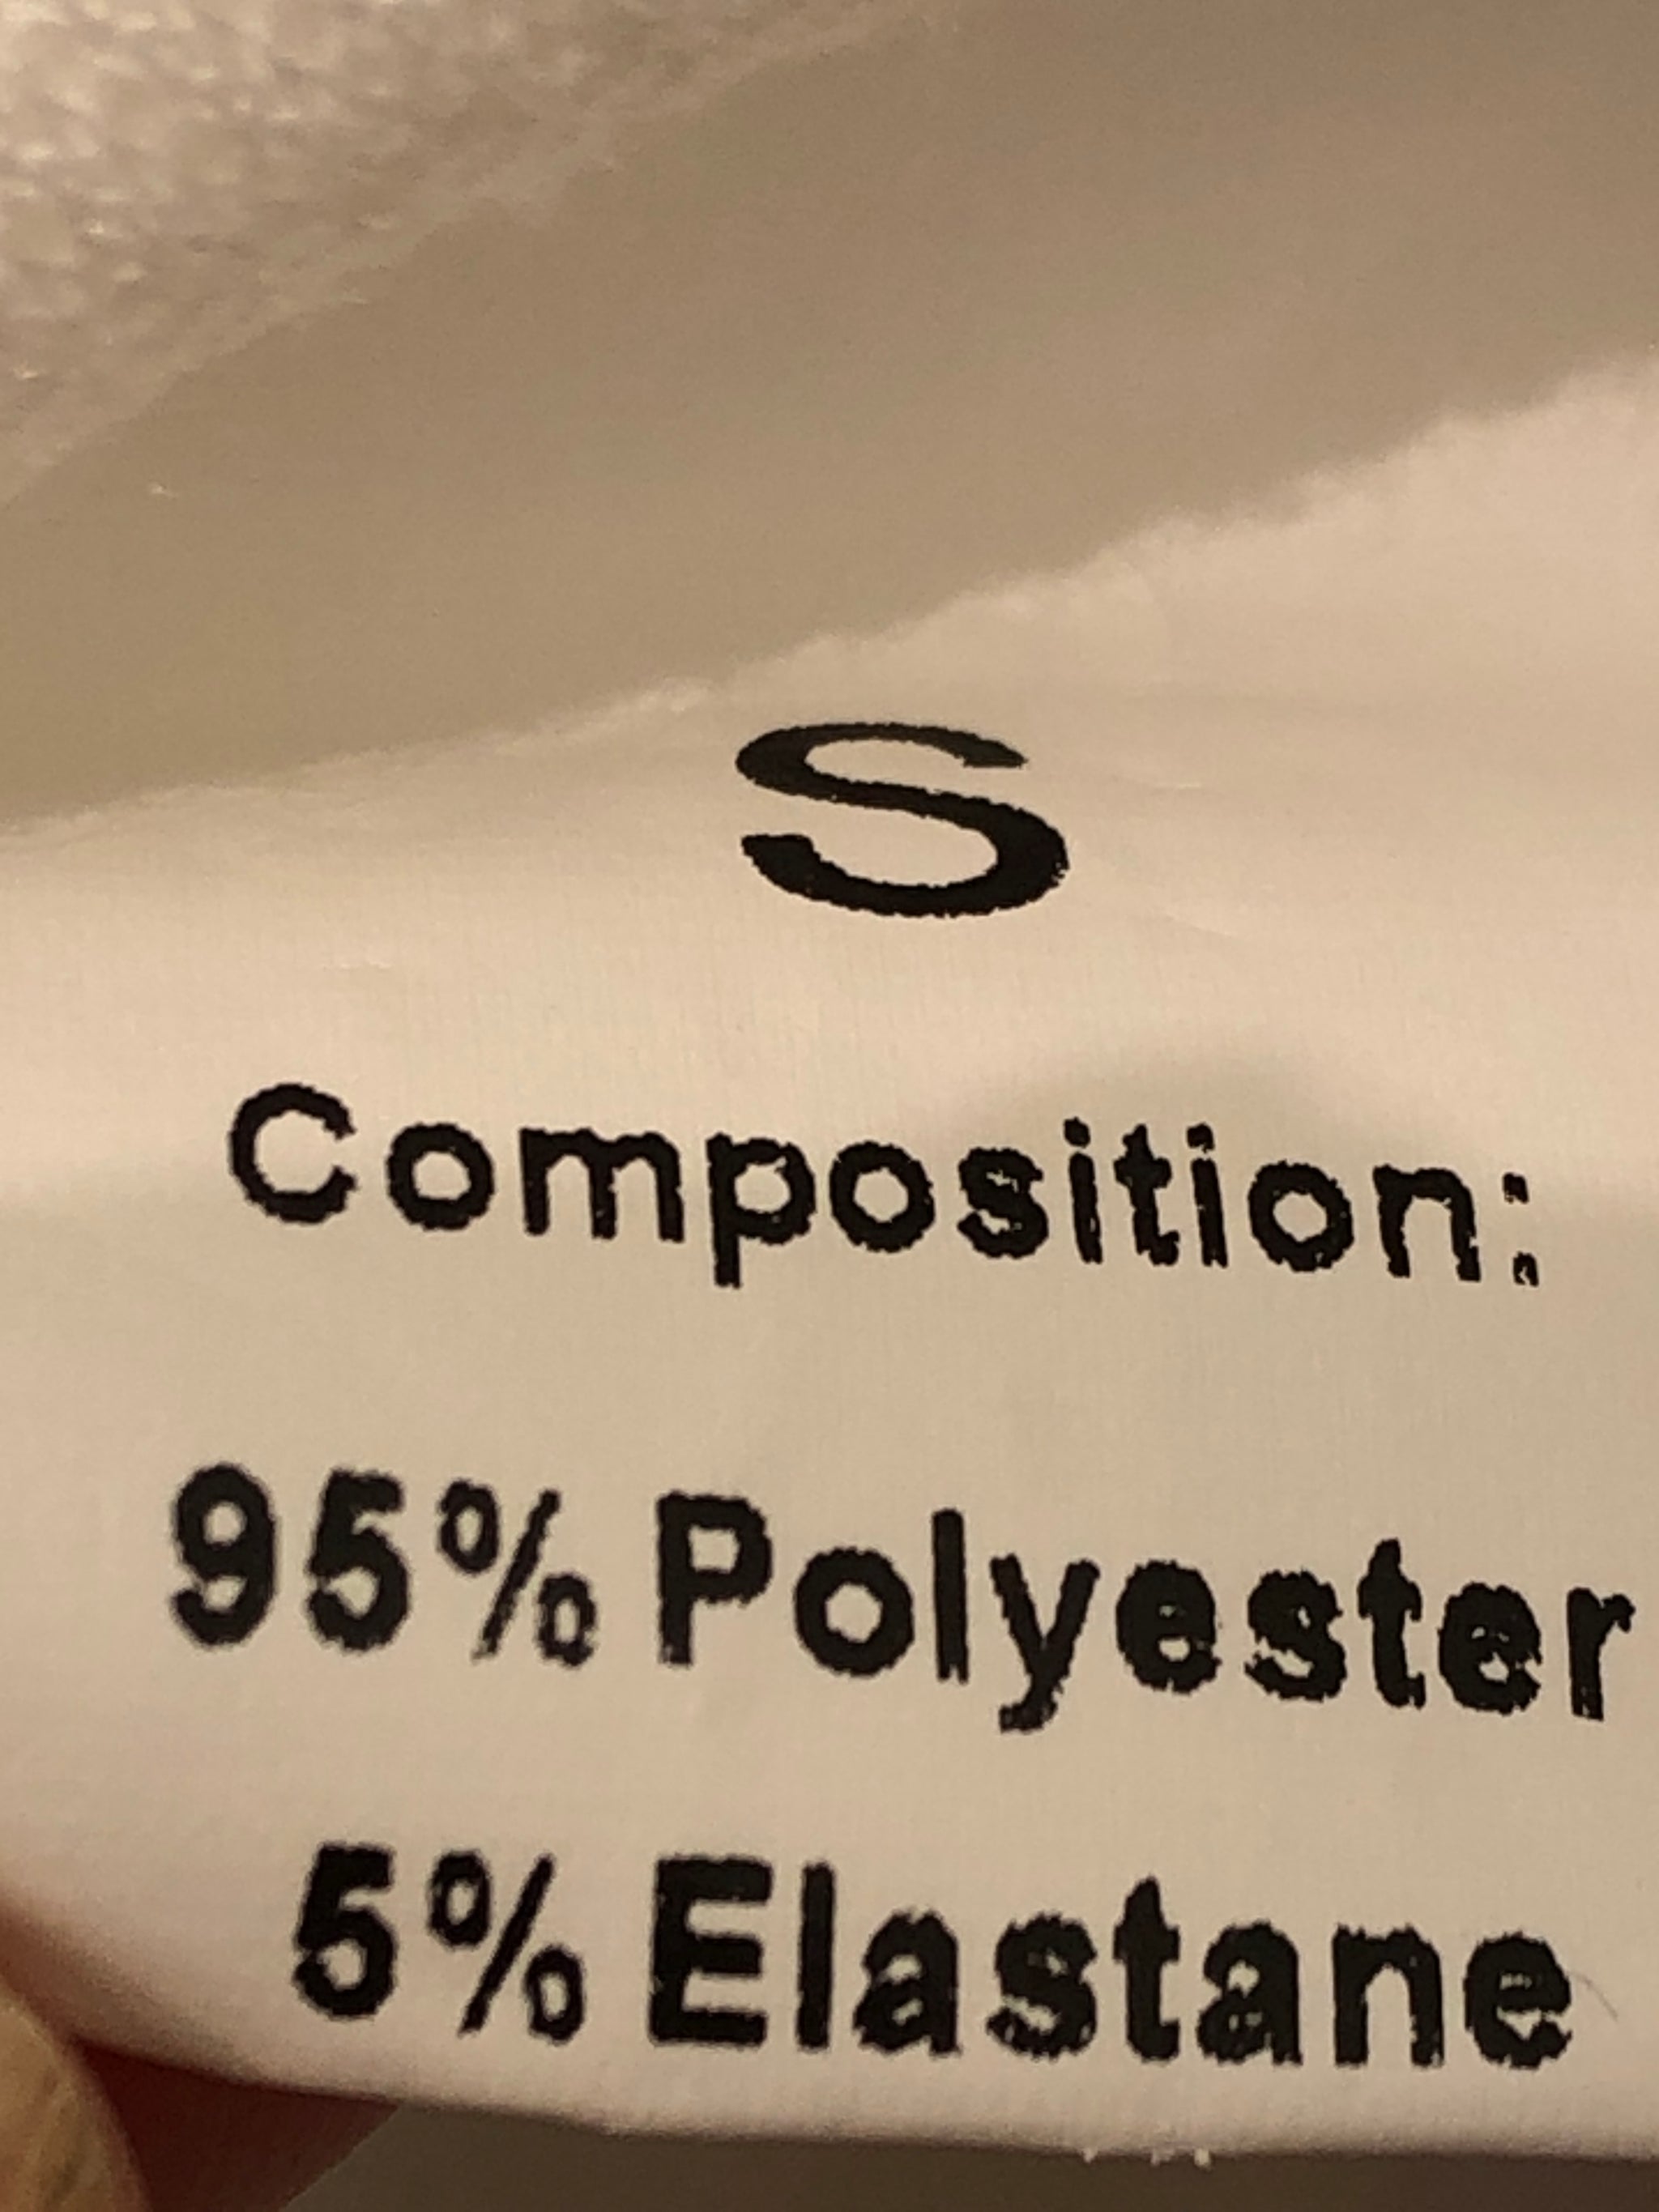 S
Composition:
95% Polyester
5% Elastane